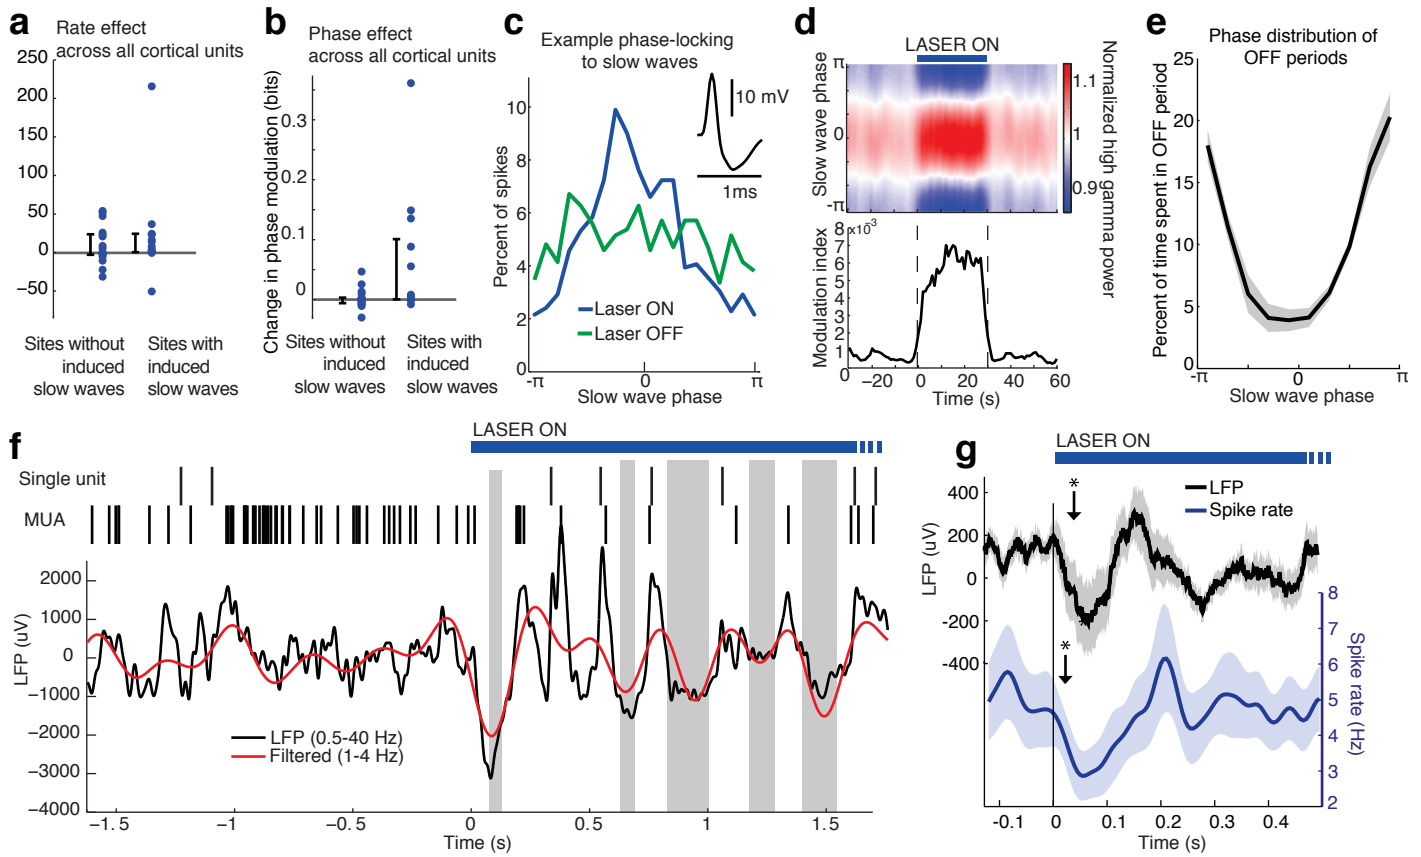 a
Rate effect
across all cortical units
250
200
150
100
50
0
−50
Sites without
induced
slow waves
Sites with
induced
slow waves
b
Phase effect
across all cortical units
Change in phase modulation (bits)
0.3
0.2
0.1
0
Sites without
induced
slow waves
Sites with
induced
slow waves
c
Example phase-locking
to slow waves
Percent of spikes
10
8
6
4
2
0
10 mV
1ms
Laser ON
Laser OFF
-π
0
π
Slow wave phase
d
LASER ON
Slow wave phase
π
0
-π
1.1
1
0.9
Normalized high gamma power
x10-3
Modulation index
8
7
6
5
4
3
2
1
0
−20
0
20
40
60
Time (s)
e
Phase distribution of
OFF periods
Percent of time spent in OFF period
25
20
15
10
5
0
-π
0
π
Slow wave phase
f
LASER ON
Single unit
MUA
LFP (uV)
2000
1000
0
−1000
−2000
−3000
−4000
LFP (0.5-40 Hz)
Filtered (1-4 Hz)
−1.5
−1
−0.5
0
0.5
1
1.5
Time (s)
g
LASER ON
LFP
Spike rate
*
*
LFP (uV)
400
200
0
-200
-400
8
7
6
5
4
3
2
Spike rate (Hz)
-0.1
0
0.1
0.2
0.3
0.4
Time (s)